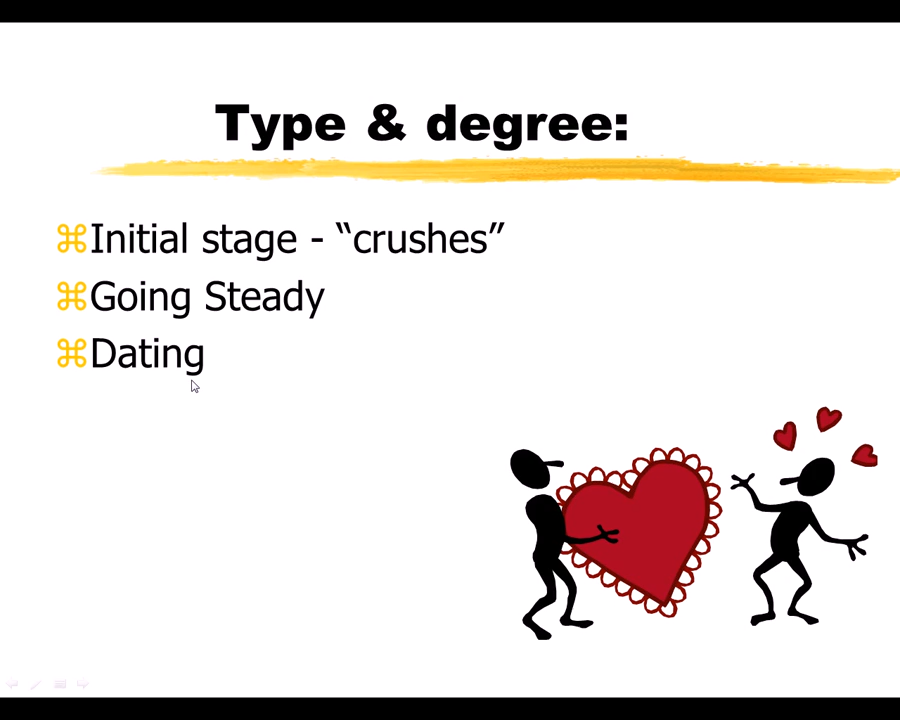 Type & degree:
⌘Initial stage - “crushes”
⌘Going Steady
⌘Dating